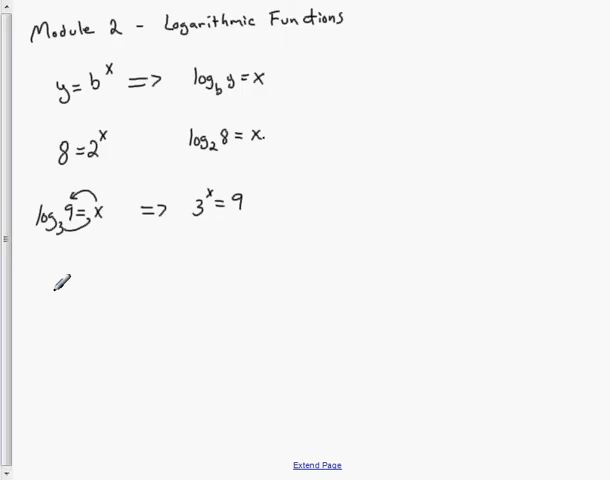 Module 2 - Logarithmic Functions
y = b^x => log_b y = x
8 = 2^x log_2 8 = x.
log_3 9 = x => 3^x = 9
Extend Page